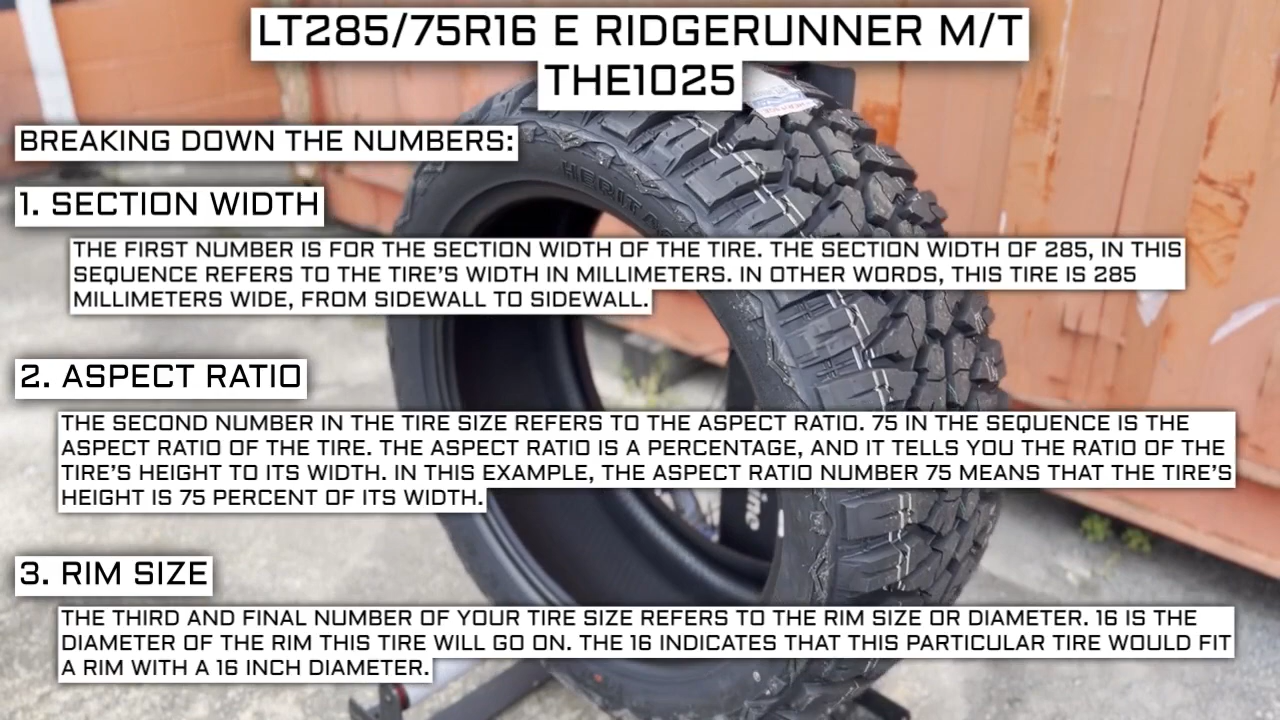 LT285/75R16 E RIDGERUNNER M/T
THE1025
BREAKING DOWN THE NUMBERS:
1. SECTION WIDTH
THE FIRST NUMBER IS FOR THE SECTION WIDTH OF THE TIRE. THE SECTION WIDTH OF 285, IN THIS
SEQUENCE REFERS TO THE TIRE'S WIDTH IN MILLIMETERS. IN OTHER WORDS, THIS TIRE IS 285
MILLIMETERS WIDE, FROM SIDEWALL TO SIDEWALL.
2. ASPECT RATIO
THE SECOND NUMBER IN THE TIRE SIZE REFERS TO THE ASPECT RATIO. 75 IN THE SEQUENCE IS THE
ASPECT RATIO OF THE TIRE. THE ASPECT RATIO IS A PERCENTAGE, AND IT TELLS YOU THE RATIO OF THE
TIRE'S HEIGHT TO ITS WIDTH. IN THIS EXAMPLE, THE ASPECT RATIO NUMBER 75 MEANS THAT THE TIRE'S
HEIGHT IS 75 PERCENT OF ITS WIDTH.
3. RIM SIZE
THE THIRD AND FINAL NUMBER OF YOUR TIRE SIZE REFERS TO THE RIM SIZE OR DIAMETER. 16 IS THE
DIAMETER OF THE RIM THIS TIRE WILL GO ON. THE 16 INDICATES THAT THIS PARTICULAR TIRE WOULD FIT
A RIM WITH A 16 INCH DIAMETER.